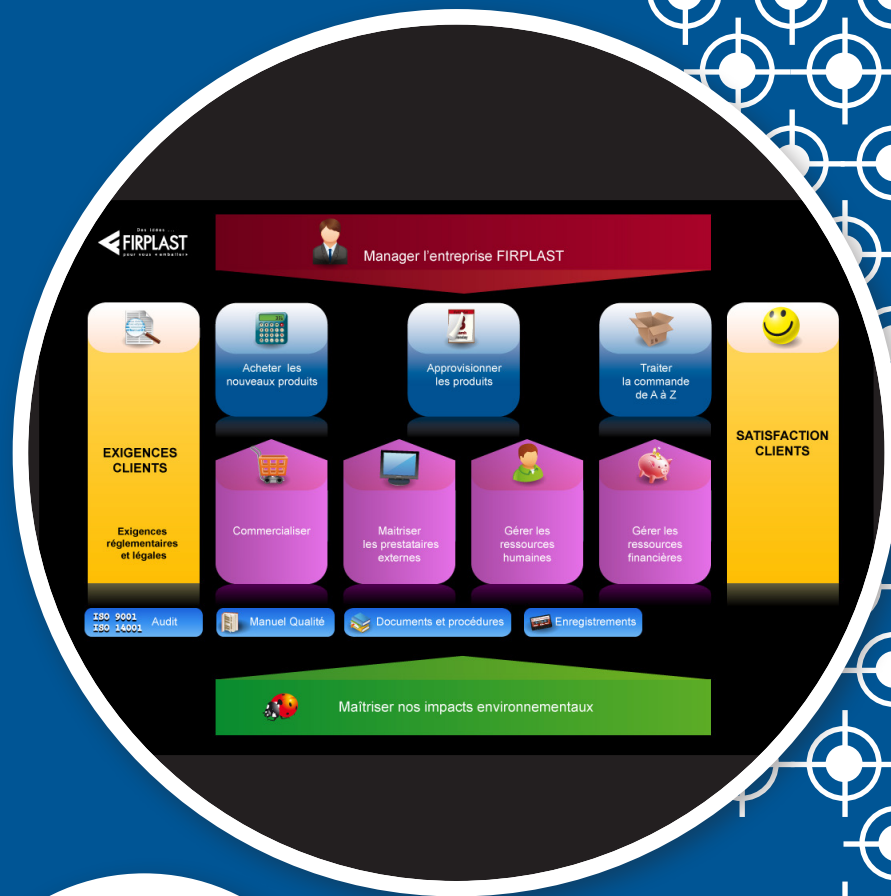 Des idées ...
FIRPLAST
pour vous « emballer »
Manager l'entreprise FIRPLAST
EXIGENCES
CLIENTS
Exigences
réglementaires
et légales
Acheter les
nouveaux produits
Approvisionner
les produits
Traiter
la commande
de A à Z
Commercialiser
Maitriser
les prestataires
externes
Gérer les
ressources
humaines
Gérer les
ressources
financières
SATISFACTION
CLIENTS
ISO 9001
ISO 14001
Audit
Manuel Qualité
Documents et procédures
Enregistrements
Maîtriser nos impacts environnementaux